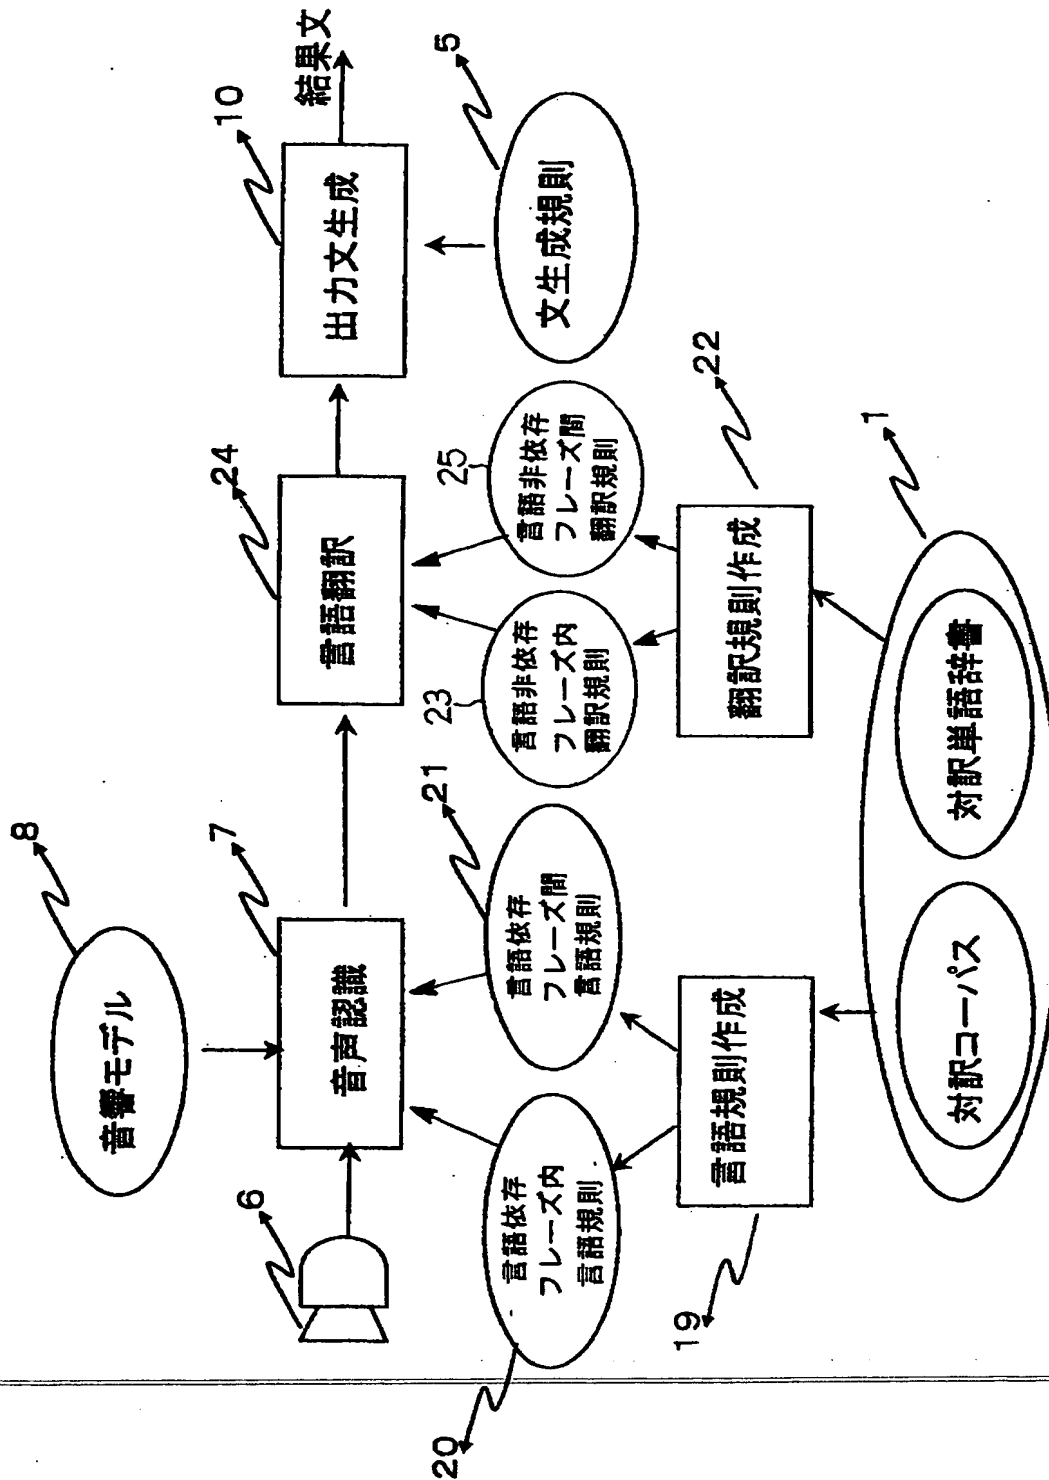 8
音響モデル
6
7
音声認識
24
言語翻訳
10
出力文生成
結果文
20
言語依存
フレーズ内
言語規則
21
言語依存
フレーズ間
言語規則
23
言語非依存
フレーズ内
翻訳規則
25
言語非依存
フレーズ間
翻訳規則
5
文生成規則
19
言語規則作成
22
翻訳規則作成
1
対訳コーパス
対訳単語辞書